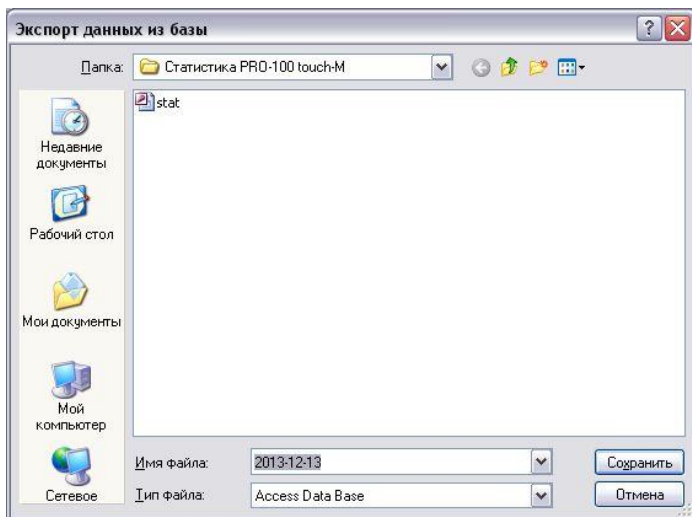 Экспорт данных из базы
Папка:
Статистика PRO-100 touch-M
stat
Недавние
документы
Рабочий стол
Мои документы
Мой
компьютер
Сетевое
Имя файла:
2013-12-13
Сохранить
Тип файла:
Access Data Base
Отмена